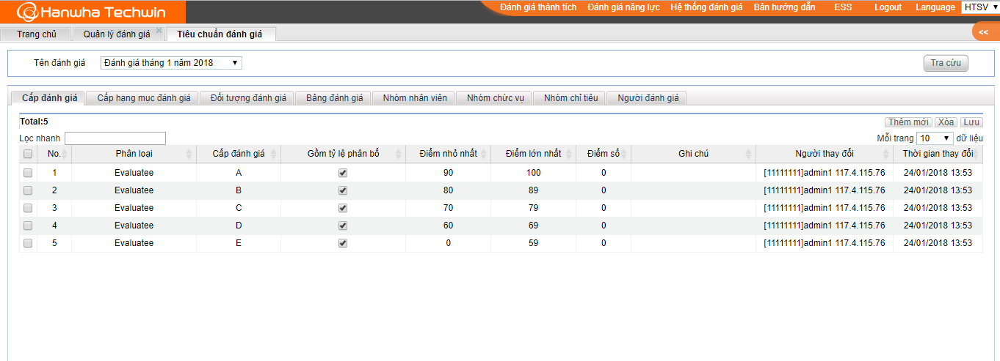 Hanwha Techwin
Đánh giá thành tích Đánh giá năng lực Hệ thống đánh giá Bản hướng dẫn ESS Logout Language HTSV
Trang chủ Quản lý đánh giá Tiêu chuẩn đánh giá <<
Tên đánh giá Đánh giá tháng 1 năm 2018 Tra cứu
Cấp đánh giá Cấp hạng mục đánh giá Đối tượng đánh giá Bảng đánh giá Nhóm nhân viên Nhóm chức vụ Nhóm chỉ tiêu Người đánh giá
Total:5 Thêm mới Xóa Lưu
Lọc nhanh Mỗi trang 10 dữ liệu
No. Phân loại Cấp đánh giá Gồm tỷ lệ phân bổ Điểm nhỏ nhất Điểm lớn nhất Điểm số Ghi chú Người thay đổi Thời gian thay đổi
1 Evaluatee A 90 100 0 [11111111]admin1 117.4.115.76 24/01/2018 13:53
2 Evaluatee B 80 89 0 [11111111]admin1 117.4.115.76 24/01/2018 13:53
3 Evaluatee C 70 79 0 [11111111]admin1 117.4.115.76 24/01/2018 13:53
4 Evaluatee D 60 69 0 [11111111]admin1 117.4.115.76 24/01/2018 13:53
5 Evaluatee E 0 59 0 [11111111]admin1 117.4.115.76 24/01/2018 13:53